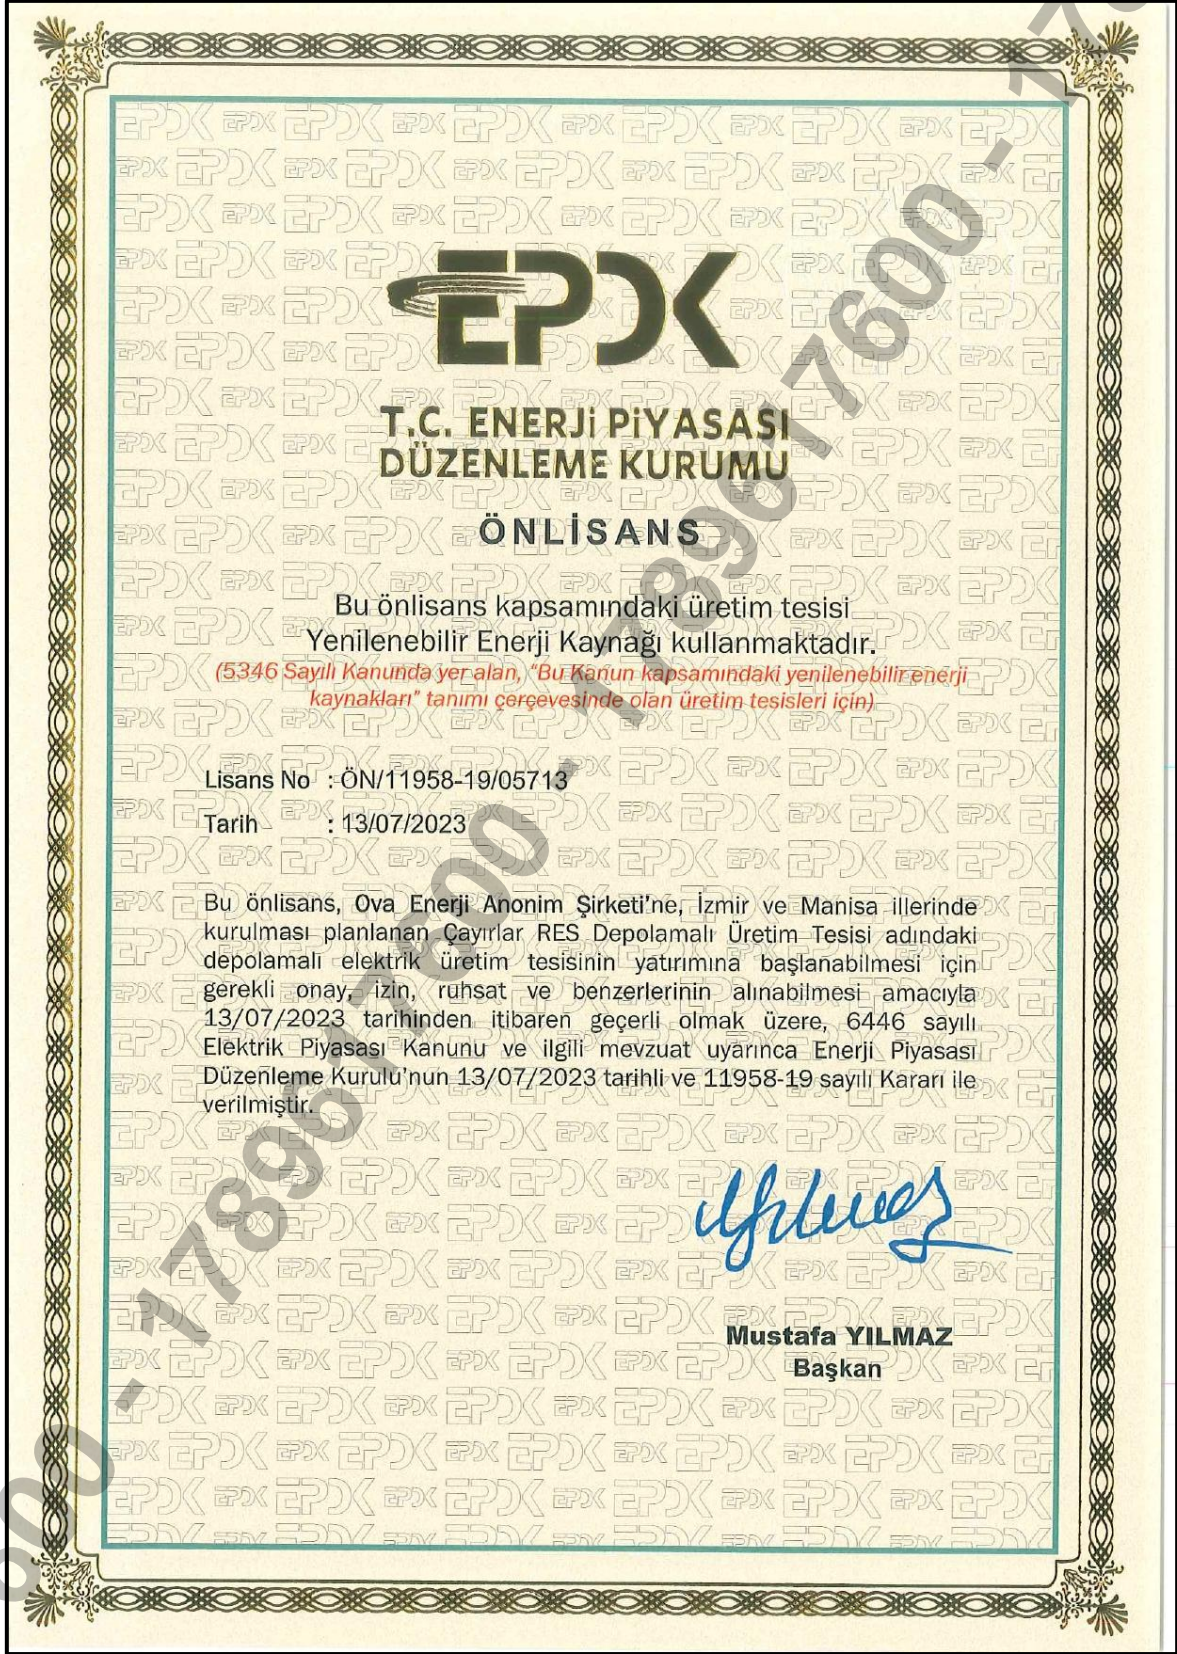 EPDK
T.C. ENERJİ PİYASASI
DÜZENLEME KURUMU
ÖNLİSANS
Bu önlisans kapsamındaki üretim tesisi
Yenilenebilir Enerji Kaynağı kullanmaktadır.
(5346 Sayılı Kanunda yer alan, "Bu Kanun kapsamındaki yenilenebilir enerji
kaynakları" tanımı çerçevesinde olan üretim tesisleri için)
Lisans No : ÖN/11958-19/05713
Tarih : 13/07/2023
Bu önlisans, Ova Enerji Anonim Şirketi'ne, İzmir ve Manisa illerinde
kurulması planlanan Çayırlar RES Depolamalı Üretim Tesisi adındaki
depolamalı elektrik üretim tesisinin yatırımına başlanabilmesi için
gerekli onay, izin, ruhsat ve benzerlerinin alınabilmesi amacıyla
13/07/2023 tarihinden itibaren geçerli olmak üzere, 6446 sayılı
Elektrik Piyasası Kanunu ve ilgili mevzuat uyarınca Enerji Piyasası
Düzenleme Kurulu'nun 13/07/2023 tarihli ve 11958-19 sayılı Kararı ile
verilmiştir.
Mustafa YILMAZ
Başkan
17896177600 - 17896177600